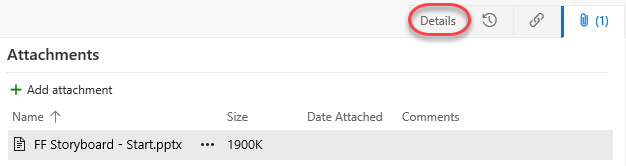 Details (1)
Attachments
+ Add attachment
Name Size Date Attached Comments
FF Storyboard - Start.pptx ... 1900K